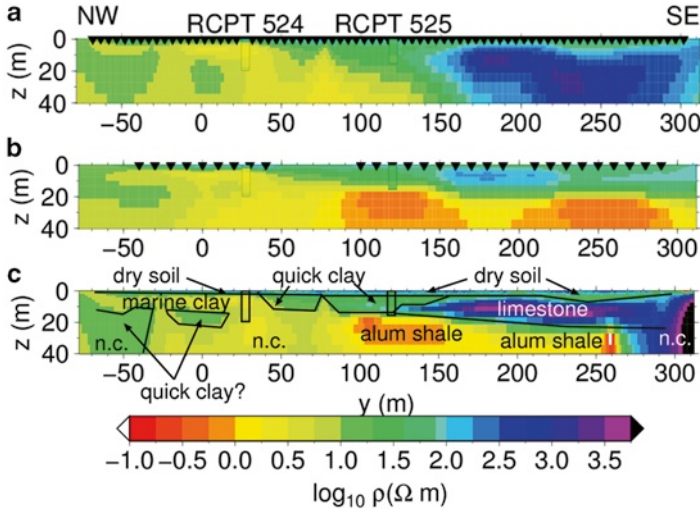 a NW RCPT 524 RCPT 525 SE
z (m)
0
20
40
−50 0 50 100 150 200 250 300
b
z (m)
0
20
40
−50 0 50 100 150 200 250 300
c dry soil quick clay dry soil
z (m)
0
20
40
marine clay
limestone
n.c. n.c. alum shale alum shale I n.c.
−50 0 50 100 150 200 250 300
quick clay?
y (m)
−1.0 −0.5 0.0 0.5 1.0 1.5 2.0 2.5 3.0 3.5
log₁₀ ρ(Ω m)